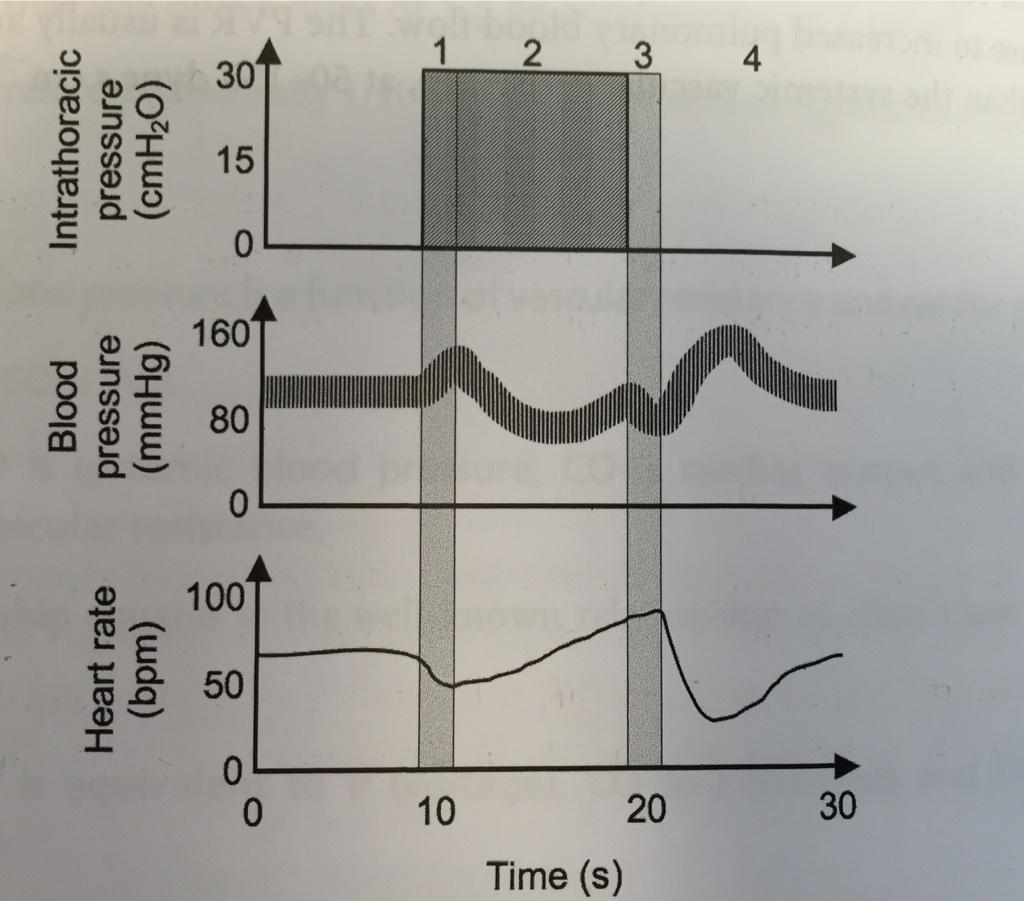 1 2 3 4
Intrathoracic
pressure
(cmH₂O)
30
15
0
Blood
pressure
(mmHg)
160
80
0
Heart rate
(bpm)
100
50
0
0 10 20 30
Time (s)